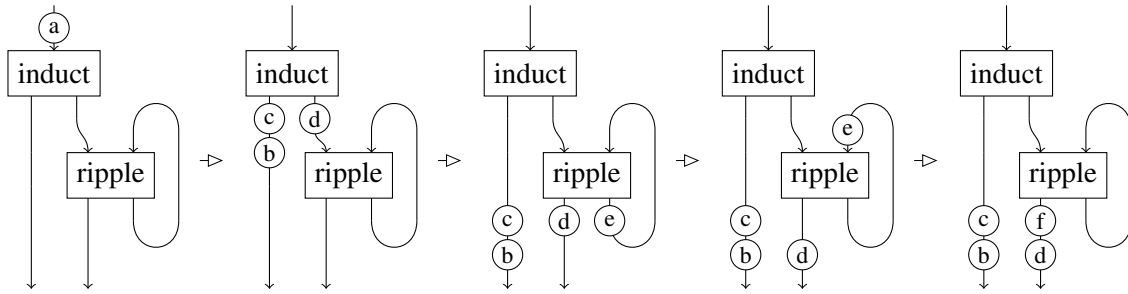 a
induct induct induct induct induct
c d
b
e
ripple ripple ripple ripple ripple
c d e c c f
b b d b d